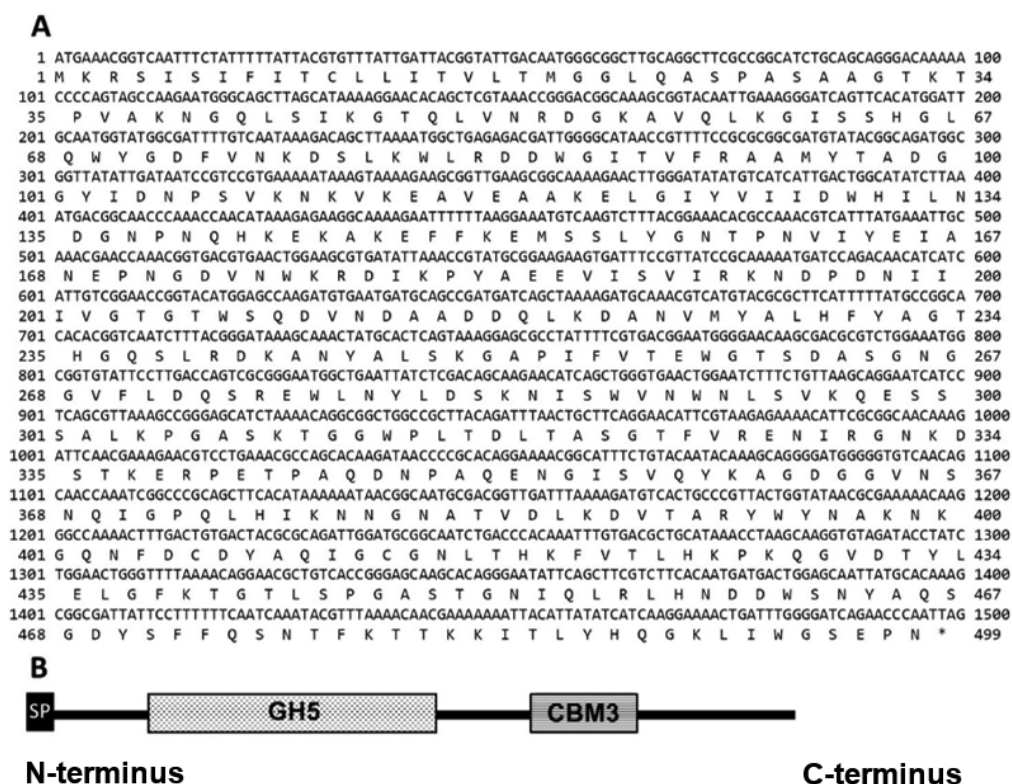 A
1 ATGAAACGGTCAATTTCTATTTTTATTACGTGTTTATTGATTACGGTATTGACAATGGGCGGCTTGCAGGCTTCGCCGGCATCTGCAGCAGGGACAAAAA 100
1 M K R S I S I F I T C L L I T V L T M G G L Q A S P A S A A G T K T 34
101 CCCCAGTAGCCAAGAATGGGCAGCTTAGCATAAAAGGAACACAGCTCGTAAACCGGGACGGCAAAGCGGTACAATTGAAAGGGATCAGTTCACATGGATT 200
35 P V A K N G Q L S I K G T Q L V N R D G K A V Q L K G I S S H G L 67
201 GCAATGGTATGGCGATTTTGTCAATAAAGACAGCTTAAAATGGCTGAGAGACGATTGGGGCATAACCGTTTTCCGCGCGGCGATGTATACGGCAGATGGC 300
68 Q W Y G D F V N K D S L K W L R D D W G I T V F R A A M Y T A D G 100
301 GGTTATATTGATAATCCGTCCGTGAAAAATAAAGTAAAAGAAGCGGTTGAAGCGGCAAAAGAACTTGGGATATATGTCATCATTGACTGGCATATCTTAA 400
101 G Y I D N P S V K N K V K E A V E A A K E L G I Y V I I D W H I L N 134
401 ATGACGGCAACCCAAACCAACATAAAGAGAAGGCAAAAGAATTTTTTAAGGAAATGTCAAGTCTTTACGGAAACACGCCAAACGTCATTTATGAAATTGC 500
135 D G N P N Q H K E K A K E F F K E M S S L Y G N T P N V I Y E I A 167
501 AAACGAACCAAACGGTGACGTGAACTGGAAGCGTGATATTAAACCGTATGCGGAAGAAGTGATTTCCGTTATCCGCAAAAATGATCCAGACAACATCATC 600
168 N E P N G D V N W K R D I K P Y A E E V I S V I R K N D P D N I I 200
601 ATTGTCGGAACCGGTACATGGAGCCAAGATGTGAATGATGCAGCCGATGATCAGCTAAAAGATGCAAACGTCATGTACGCGCTTCATTTTTATGCCGGCA 700
201 I V G T G T W S Q D V N D A A D D Q L K D A N V M Y A L H F Y A G T 234
701 CACACGGTCAATCTTTACGGGATAAAGCAAACTATGCACTCAGTAAAGGAGCGCCTATTTTCGTGACGGAATGGGGAACAAGCGACGCGTCTGGAAATGG 800
235 H G Q S L R D K A N Y A L S K G A P I F V T E W G T S D A S G N G 267
801 CGGTGTATTCCTTGACCAGTCGCGGGAATGGCTGAATTATCTCGACAGCAAGAACATCAGCTGGGTGAACTGGAATCTTTCTGTTAAGCAGGAATCATCC 900
268 G V F L D Q S R E W L N Y L D S K N I S W V N W N L S V K Q E S S 300
901 TCAGCGTTAAAGCCGGGAGCATCTAAAACAGGCGGCTGGCCGCTTACAGATTTAACTGCTTCAGGAACATTCGTAAGAGAAAACATTCGCGGCAACAAAG 1000
301 S A L K P G A S K T G G W P L T D L T A S G T F V R E N I R G N K D 334
1001 ATTCAACGAAAGAACGTCCTGAAACGCCAGCACAAGATAACCCCGCACAGGAAAACGGCATTTCTGTACAATACAAAGCAGGGGATGGGGGTGTCAACAG 1100
335 S T K E R P E T P A Q D N P A Q E N G I S V Q Y K A G D G G V N S 367
1101 CAACCAAATCGGCCCGCAGCTTCACATAAAAAATAACGGCAATGCGACGGTTGATTTAAAAGATGTCACTGCCCGTTACTGGTATAACGCGAAAAACAAG 1200
368 N Q I G P Q L H I K N N G N A T V D L K D V T A R Y W Y N A K N K 400
1201 GGCCAAAACTTTGACTGTGACTACGCGCAGATTGGATGCGGCAATCTGACCCACAAATTTGTGACGCTGCATAAACCTAAGCAAGGTGTAGATACCTATC 1300
401 G Q N F D C D Y A Q I G C G N L T H K F V T L H K P K Q G V D T Y L 434
1301 TGGAACTGGGTTTTAAAACAGGAACGCTGTCACCGGGAGCAAGCACAGGGAATATTCAGCTTCGTCTTCACAATGATGACTGGAGCAATTATGCACAAAG 1400
435 E L G F K T G T L S P G A S T G N I Q L R L H N D D W S N Y A Q S 467
1401 CGGCGATTATTCCTTTTTTCAATCAAATACGTTTAAAACAACGAAAAAAATTACATTATATCATCAAGGAAAACTGATTTGGGGATCAGAACCCAATTAG 1500
468 G D Y S F F Q S N T F K T T K K I T L Y H Q G K L I W G S E P N * 499
B
SP GH5 CBM3
N-terminus C-terminus